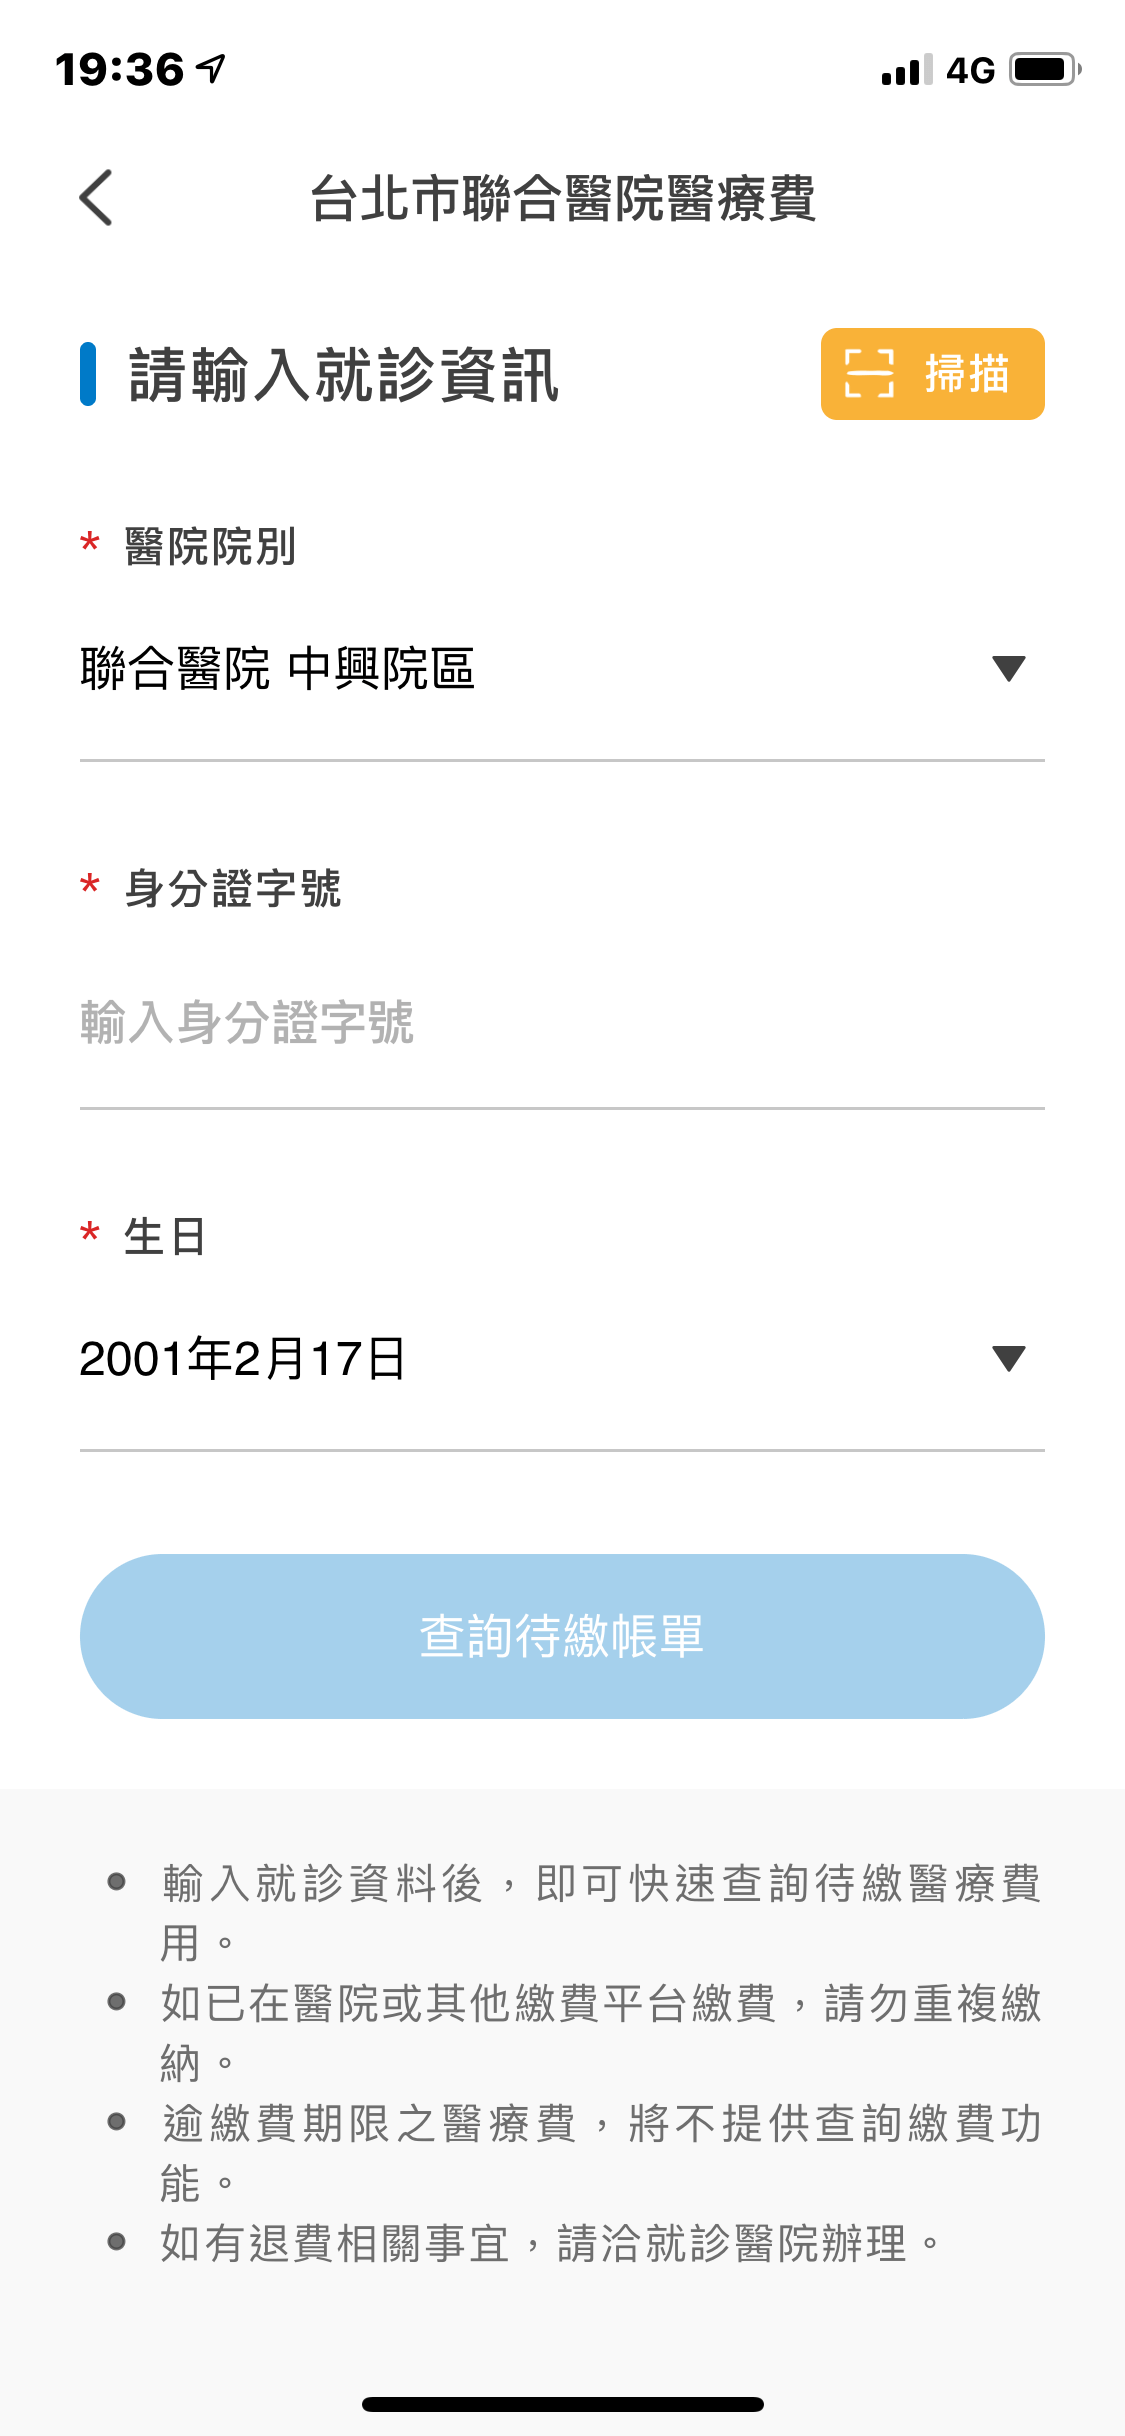 19:36
4G
台北市聯合醫院醫療費
請輸入就診資訊
掃描
* 醫院院別
聯合醫院 中興院區
* 身分證字號
輸入身分證字號
* 生日
2001年2月17日
查詢待繳帳單
• 輸入就診資料後，即可快速查詢待繳醫療費
用。
• 如已在醫院或其他繳費平台繳費，請勿重複繳
納。
• 逾繳費期限之醫療費，將不提供查詢繳費功
能。
• 如有退費相關事宜，請洽就診醫院辦理。